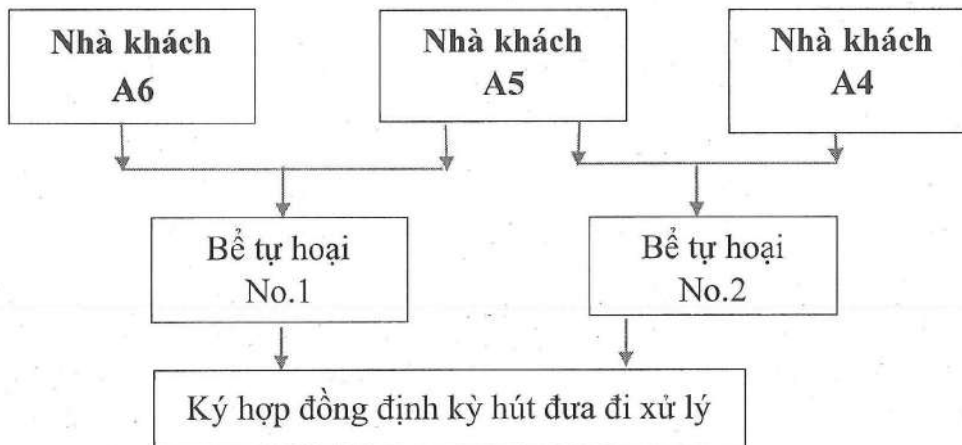 Nhà khách
A6
Nhà khách
A5
Nhà khách
A4
Bể tự hoại
No.1
Bể tự hoại
No.2
Ký hợp đồng định kỳ hút đưa đi xử lý